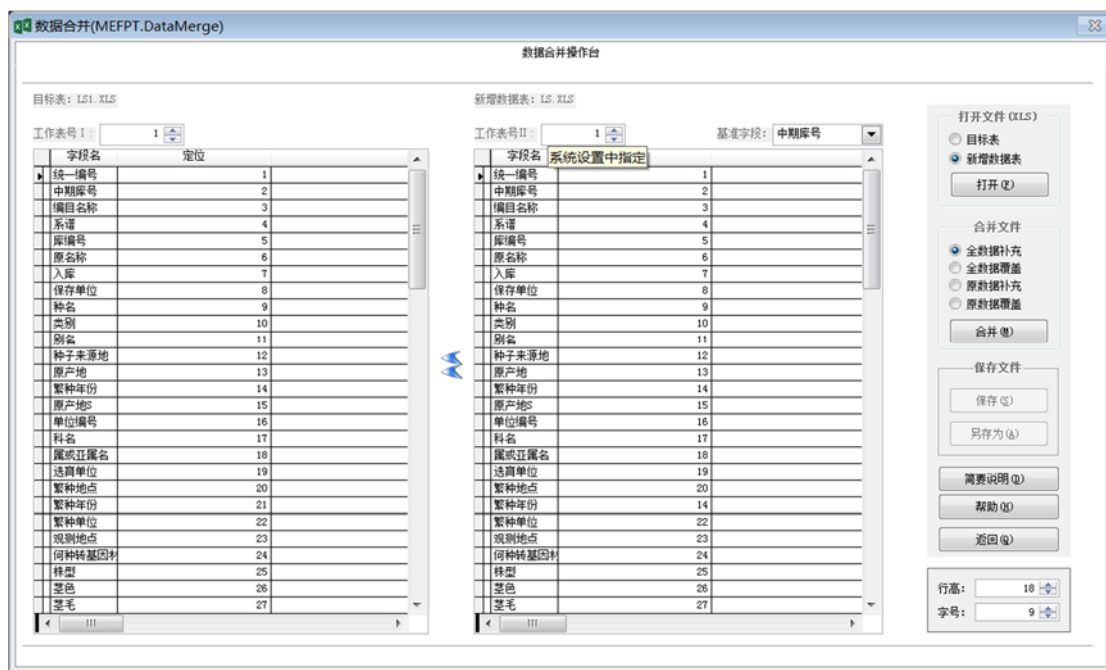 数据合并(MEFPT.DataMerge)
数据合并操作台
目标表: LS1.XLS
工作表号I: 1
字段名 定位
统一编号 1
中期库号 2
编目名称 3
系谱 4
库编号 5
原名称 6
入库 7
保存单位 8
种名 9
类别 10
别名 11
种子来源地 12
原产地 13
繁种年份 14
原产地S 15
单位编号 16
科名 17
属或亚属名 18
选育单位 19
繁种地点 20
繁种年份 21
繁种单位 22
观测地点 23
何种转基因 24
株型 25
茎色 26
茎毛 27
新增数据表: LS.XLS
工作表号II: 1 基准字段: 中期库号
系统设置中指定
字段名
统一编号 1
中期库号 2
编目名称 3
系谱 4
库编号 5
原名称 6
入库 7
保存单位 8
种名 9
类别 10
别名 11
种子来源地 12
原产地 13
繁种年份 14
原产地S 15
单位编号 16
科名 17
属或亚属名 18
选育单位 19
繁种地点 20
繁种年份 14
繁种单位 22
观测地点 23
何种转基因 24
株型 25
茎色 26
茎毛 27
打开文件(XLS)
目标表
新增数据表
打开(F)
合并文件
全数据补充
全数据覆盖
原数据补充
原数据覆盖
合并(M)
保存文件
保存(S)
另存为(A)
简要说明(D)
帮助(H)
返回(Q)
行高: 18
字号: 9